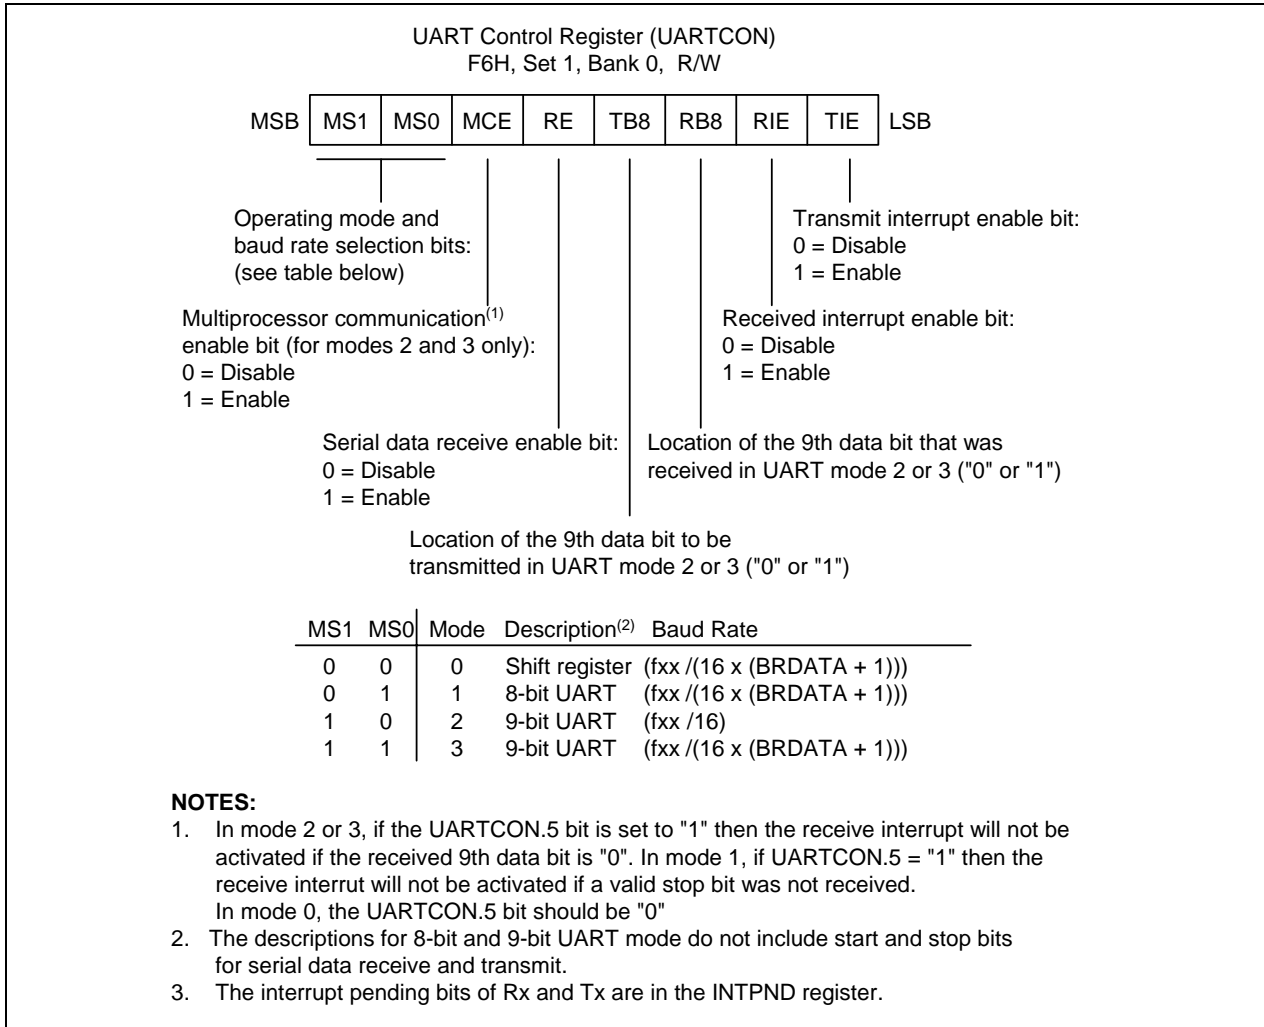 UART Control Register (UARTCON)
F6H, Set 1, Bank 0, R/W
MSB MS1 MS0 MCE RE TB8 RB8 RIE TIE LSB
Operating mode and
baud rate selection bits:
(see table below)
Transmit interrupt enable bit:
0 = Disable
1 = Enable
Multiprocessor communication(1)
enable bit (for modes 2 and 3 only):
0 = Disable
1 = Enable
Received interrupt enable bit:
0 = Disable
1 = Enable
Serial data receive enable bit:
0 = Disable
1 = Enable
Location of the 9th data bit that was
received in UART mode 2 or 3 ("0" or "1")
Location of the 9th data bit to be
transmitted in UART mode 2 or 3 ("0" or "1")
MS1 MS0 Mode Description(2) Baud Rate
0 0 0 Shift register (fxx /(16 x (BRDATA + 1)))
0 1 1 8-bit UART (fxx /(16 x (BRDATA + 1)))
1 0 2 9-bit UART (fxx /16)
1 1 3 9-bit UART (fxx /(16 x (BRDATA + 1)))
NOTES:
1. In mode 2 or 3, if the UARTCON.5 bit is set to "1" then the receive interrupt will not be
activated if the received 9th data bit is "0". In mode 1, if UARTCON.5 = "1" then the
receive interrut will not be activated if a valid stop bit was not received.
In mode 0, the UARTCON.5 bit should be "0"
2. The descriptions for 8-bit and 9-bit UART mode do not include start and stop bits
for serial data receive and transmit.
3. The interrupt pending bits of Rx and Tx are in the INTPND register.